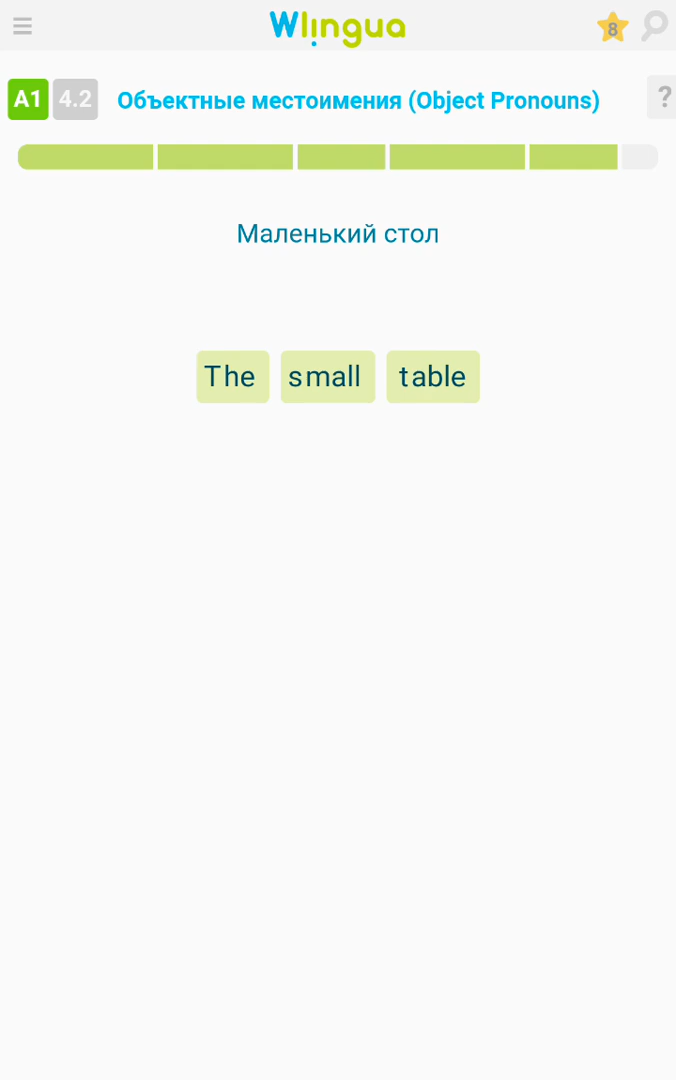 Wlingua
8
A1 4.2 Объектные местоимения (Object Pronouns) ?
Маленький стол
The small table